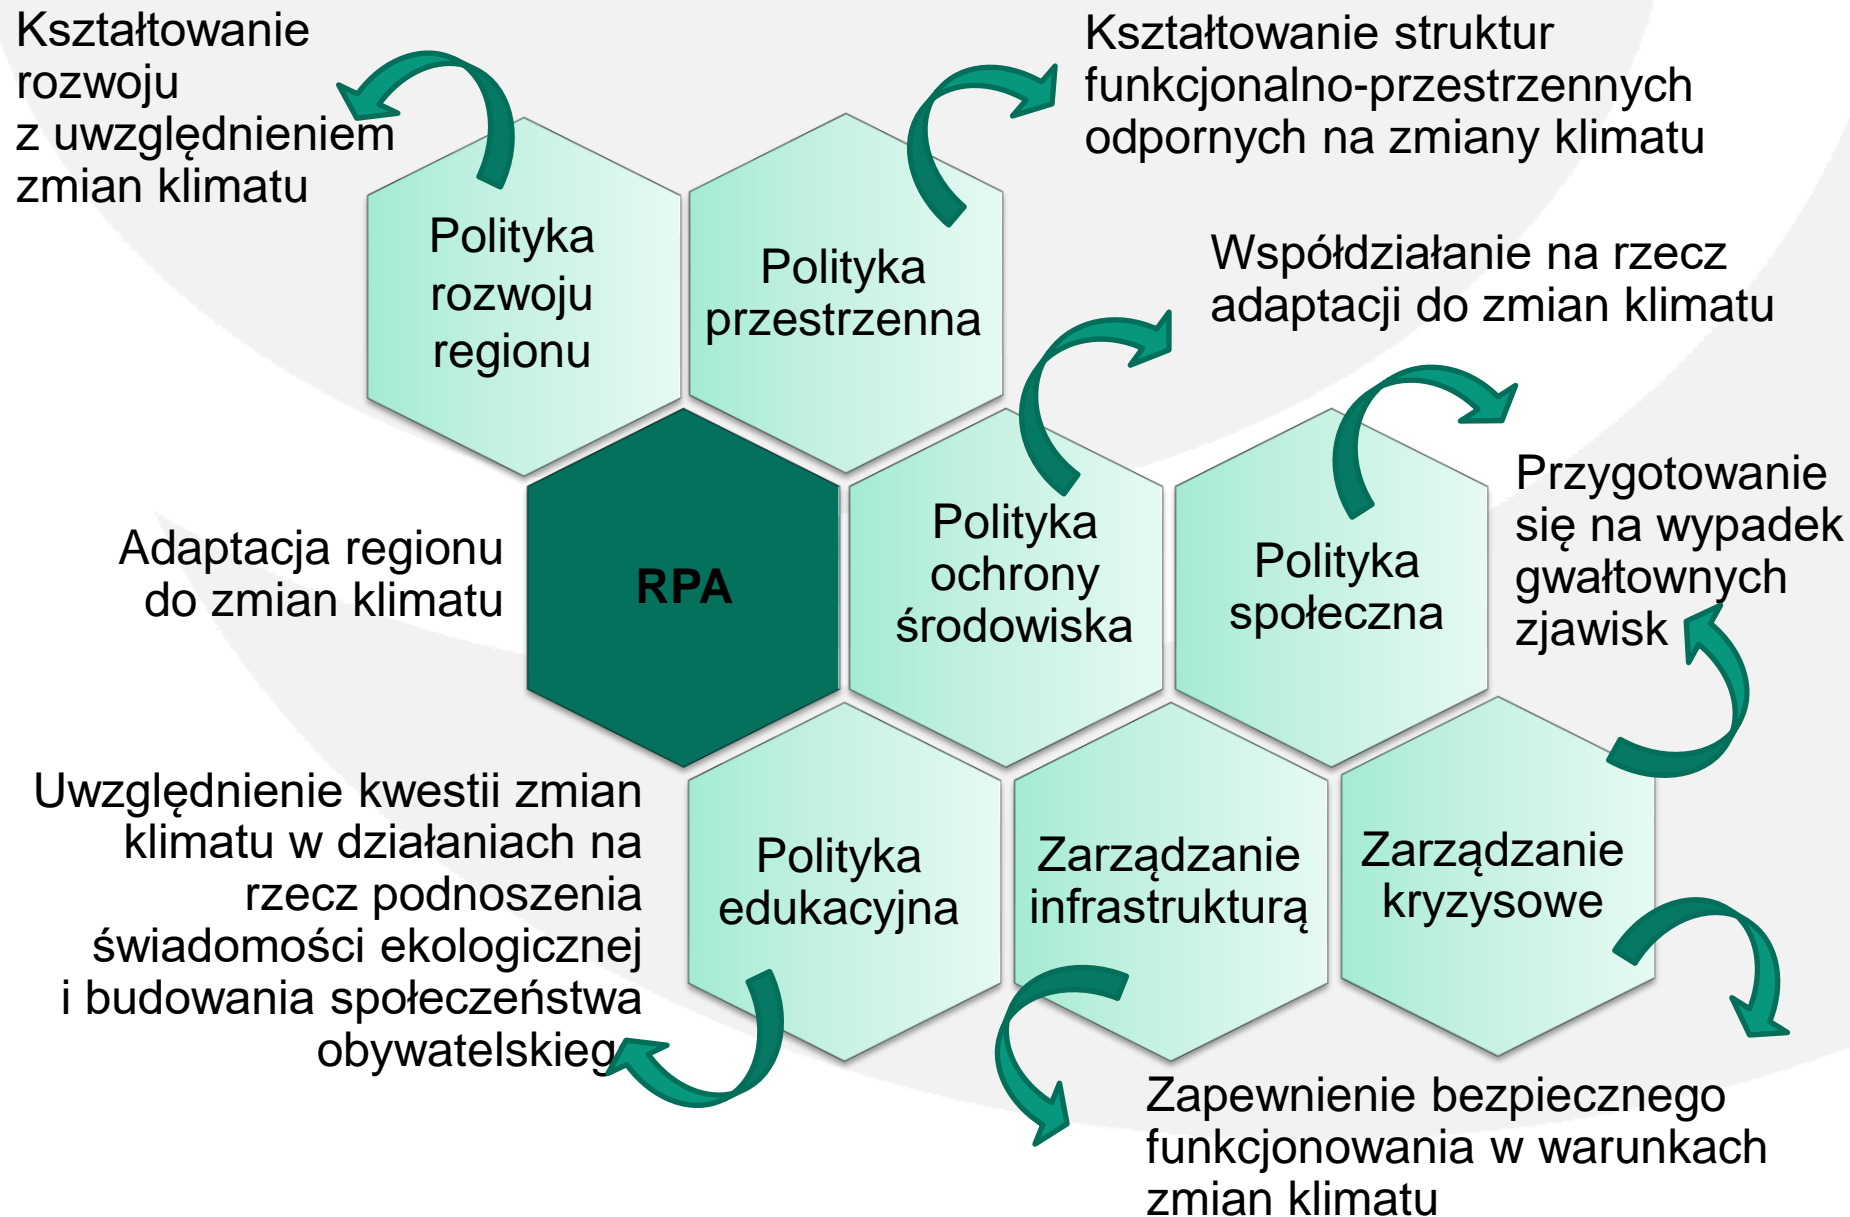 Kształtowanie
rozwoju
z uwzględnieniem
zmian klimatu
Kształtowanie struktur
funkcjonalno-przestrzennych
odpornych na zmiany klimatu
Polityka
rozwoju
regionu
Polityka
przestrzenna
Współdziałanie na rzecz
adaptacji do zmian klimatu
Adaptacja regionu
do zmian klimatu
RPA
Polityka
ochrony
środowiska
Polityka
społeczna
Przygotowanie
się na wypadek
gwałtownych
zjawisk
Uwzględnienie kwestii zmian
klimatu w działaniach na
rzecz podnoszenia
świadomości ekologicznej
i budowania społeczeństwa
obywatelskieg
Polityka
edukacyjna
Zarządzanie
infrastrukturą
Zarządzanie
kryzysowe
Zapewnienie bezpiecznego
funkcjonowania w warunkach
zmian klimatu